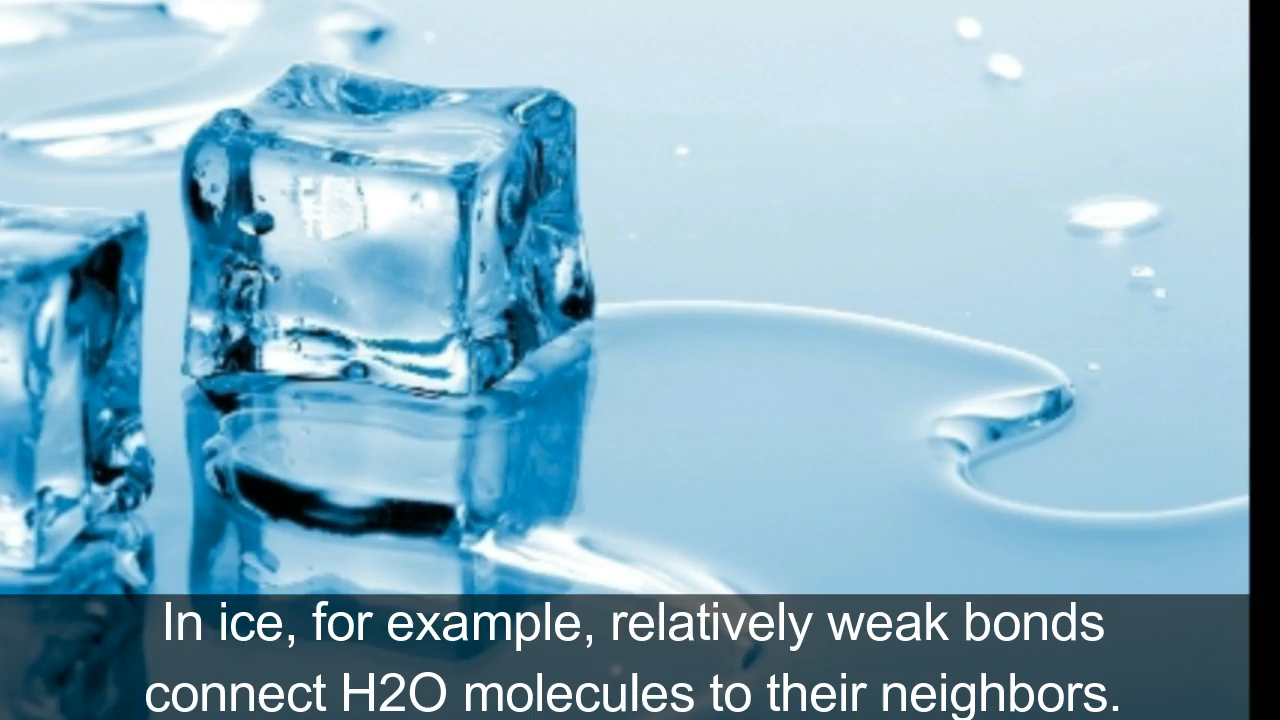 In ice, for example, relatively weak bonds
connect H2O molecules to their neighbors.